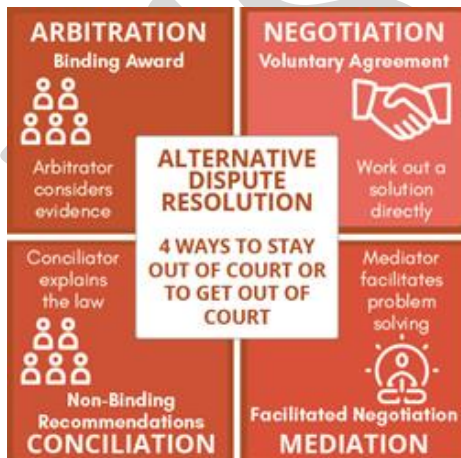 ARBITRATION
Binding Award
Arbitrator
considers
evidence
NEGOTIATION
Voluntary Agreement
Work out a
solution
directly
ALTERNATIVE
DISPUTE
RESOLUTION
4 WAYS TO STAY
OUT OF COURT OR
TO GET OUT OF
COURT
Conciliator
explains
the law
Non-Binding
Recommendations
CONCILIATION
Mediator
facilitates
problem
solving
Facilitated Negotiation
MEDIATION